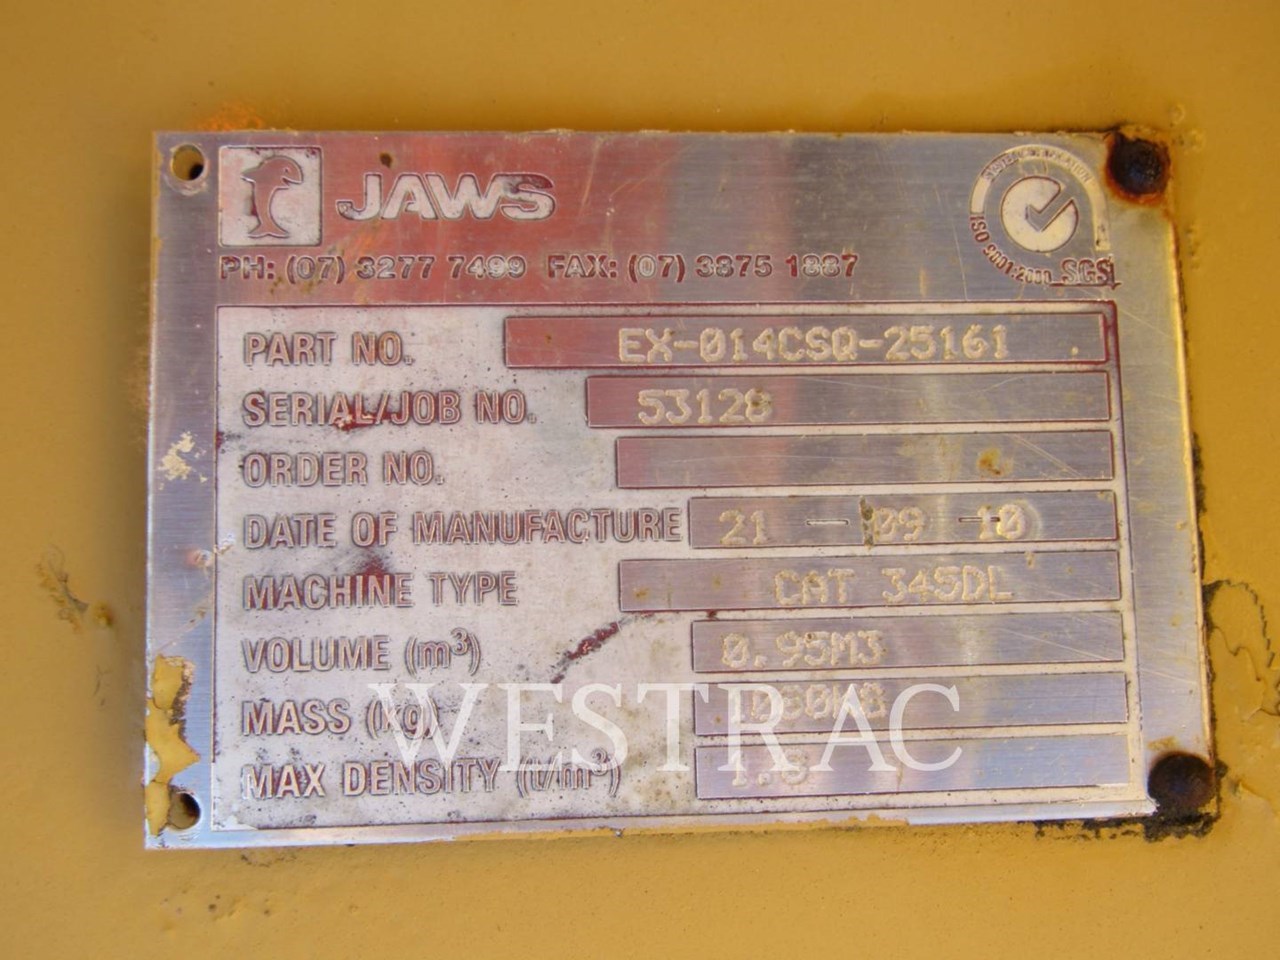 JAWS
PH: (07) 3277 7499 FAX: (07) 3875 1887
ISO 9001:2000 SGS
PART NO. EX-014CSQ-25161
SERIAL/JOB NO. 53128
ORDER NO.
DATE OF MANUFACTURE 21 - 09 - 10
MACHINE TYPE CAT 345DL
VOLUME (m³) 0.95M3
MASS (kg)
MAX DENSITY (t/m³) 1.8
WESTRAC